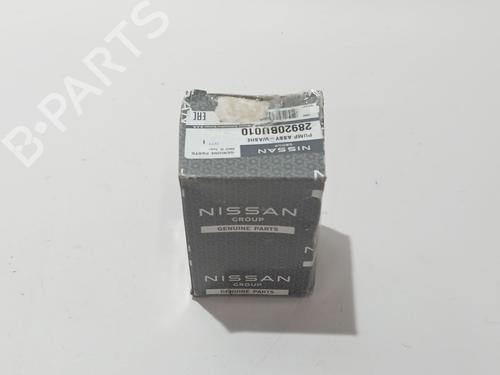 B-PARTS
NISSAN
GROUP
GENUINE PARTS
PUMP ASSY-WASHE
28920BU010
EAC
NISSAN
GROUP
GENUINE PARTS
NISSAN
GROUP
GENUINE PARTS